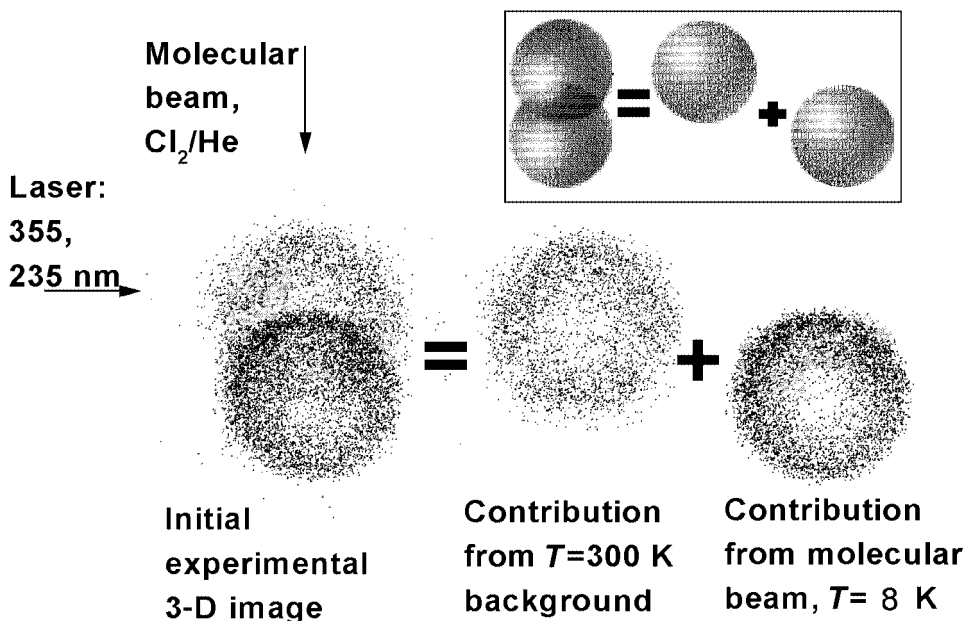 Molecular
beam,
Cl₂/He
Laser:
355,
235 nm
=
+
=
+
Initial
experimental
3-D image
Contribution
from T=300 K
background
Contribution
from molecular
beam, T= 8 K